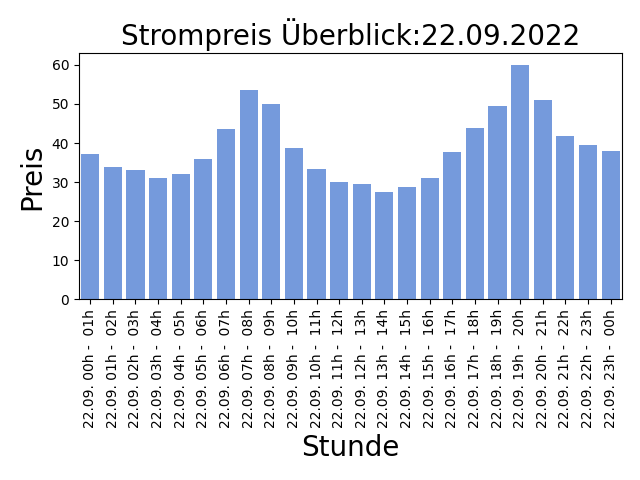 Strompreis Überblick:22.09.2022
Preis
60
50
40
30
20
10
0
22.09. 00h - 01h
22.09. 01h - 02h
22.09. 02h - 03h
22.09. 03h - 04h
22.09. 04h - 05h
22.09. 05h - 06h
22.09. 06h - 07h
22.09. 07h - 08h
22.09. 08h - 09h
22.09. 09h - 10h
22.09. 10h - 11h
22.09. 11h - 12h
22.09. 12h - 13h
22.09. 13h - 14h
22.09. 14h - 15h
22.09. 15h - 16h
22.09. 16h - 17h
22.09. 17h - 18h
22.09. 18h - 19h
22.09. 19h - 20h
22.09. 20h - 21h
22.09. 21h - 22h
22.09. 22h - 23h
22.09. 23h - 00h
Stunde